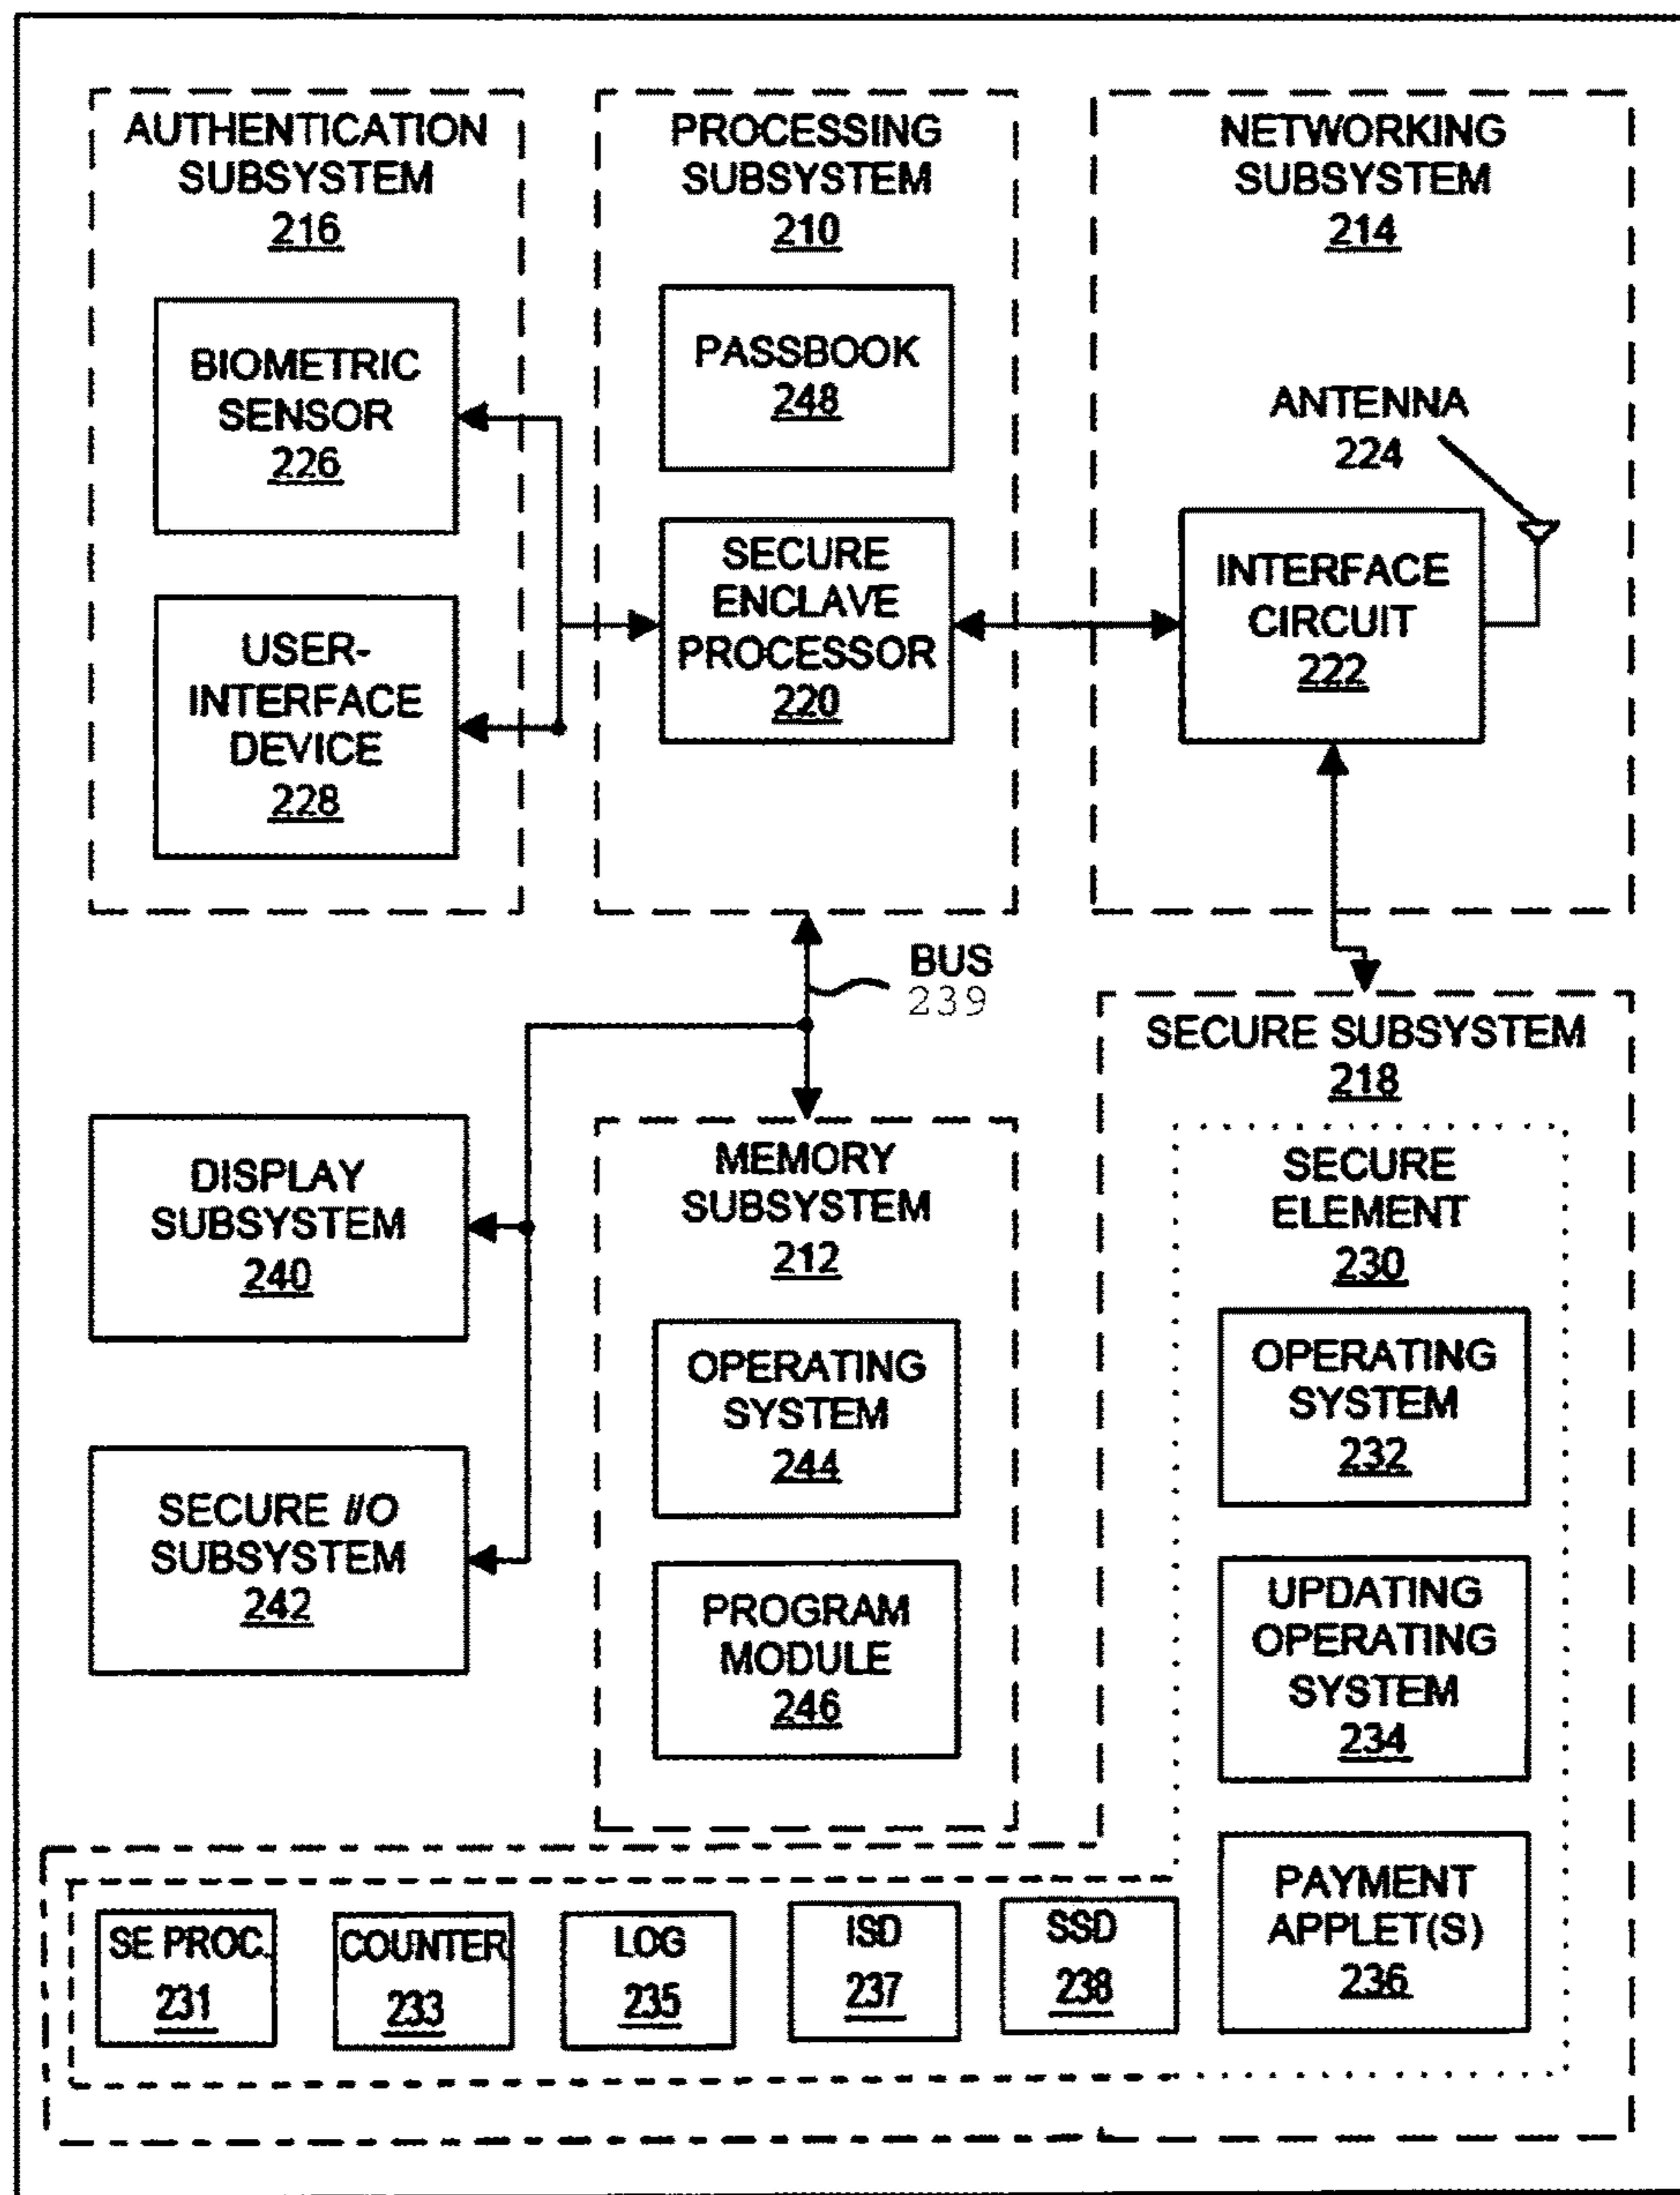 AUTHENTICATION
SUBSYSTEM
216
BIOMETRIC
SENSOR
226
USER-
INTERFACE
DEVICE
228
PROCESSING
SUBSYSTEM
210
PASSBOOK
248
SECURE
ENCLAVE
PROCESSOR
220
NETWORKING
SUBSYSTEM
214
ANTENNA
224
INTERFACE
CIRCUIT
222
BUS
239
DISPLAY
SUBSYSTEM
240
SECURE I/O
SUBSYSTEM
242
MEMORY
SUBSYSTEM
212
OPERATING
SYSTEM
244
PROGRAM
MODULE
246
SECURE SUBSYSTEM
218
SECURE
ELEMENT
230
OPERATING
SYSTEM
232
UPDATING
OPERATING
SYSTEM
234
PAYMENT
APPLET(S)
236
SE PROC.
231
COUNTER
233
LOG
235
ISD
237
SSD
238